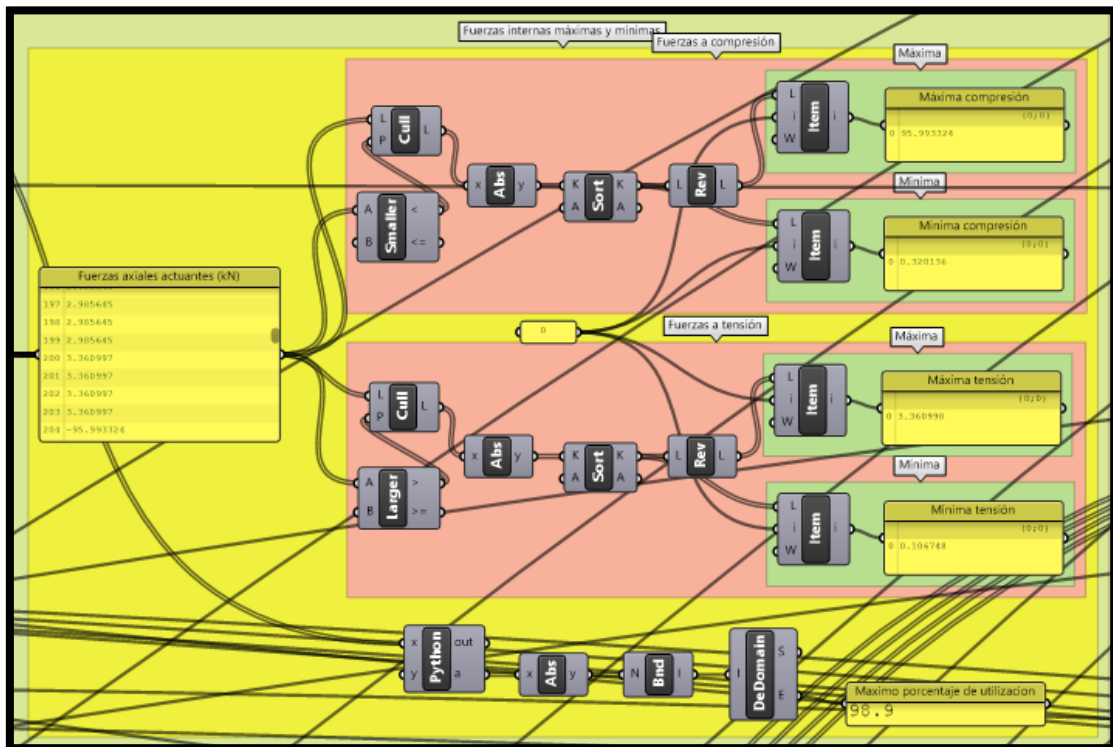 Fuerzas internas máximas y mínimas
Fuerzas a compresión
Máxima
L
P
Cull
L
x
Abs
y
K
A
Sort
K
A
L
Rev
L
L
i
W
Item
i
Máxima compresión
{0;0}
0 95.993324
A
B
Smaller
<
<=
Mínima
L
i
W
Item
i
Mínima compresión
{0;0}
0 0.320136
Fuerzas axiales actuantes (kN)
197 2.985645
198 2.985645
199 2.985645
200 3.360997
201 3.360997
202 3.360997
203 3.360997
204 -95.993324
0
Fuerzas a tensión
Máxima
L
P
Cull
L
x
Abs
y
K
A
Sort
K
A
L
Rev
L
L
i
W
Item
i
Máxima tensión
{0;0}
0 3.360998
A
B
Larger
>
>=
Mínima
L
i
W
Item
i
Mínima tensión
{0;0}
0 0.106748
x
y
Python
out
a
x
Abs
y
N
Bnd
I
I
DeDomain
S
E
Maximo porcentaje de utilizacion
98.9